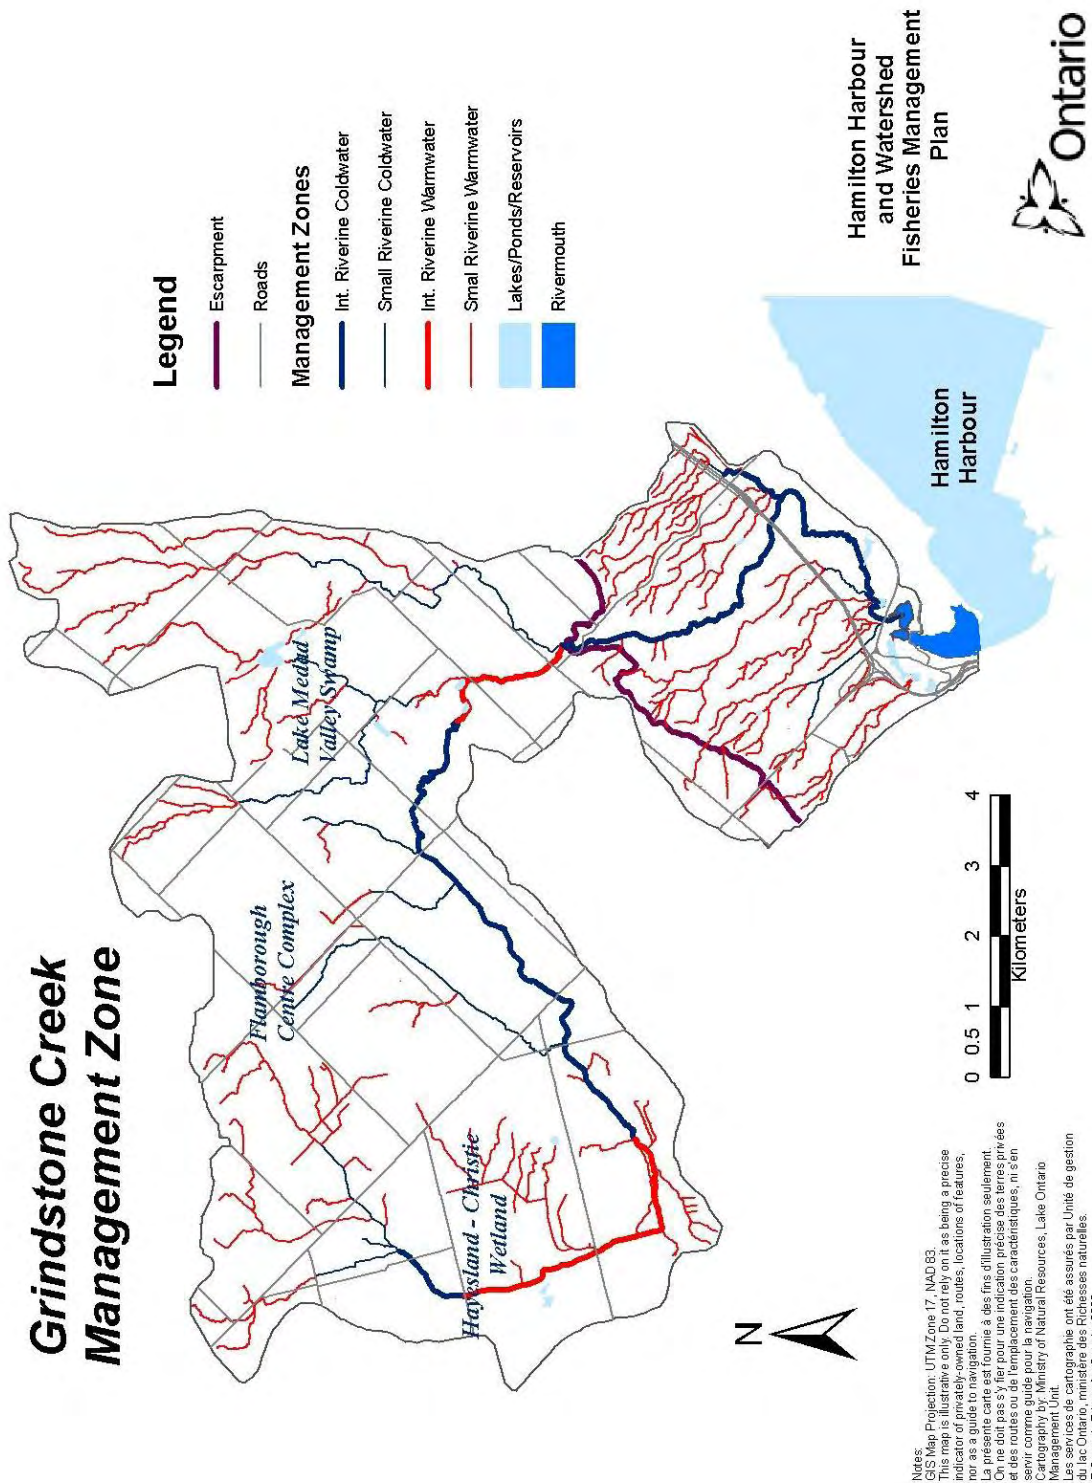 Grindstone Creek
Management Zone
Legend
Escarpment
Roads
Management Zones
Int. Riverine Coldwater
Small Riverine Coldwater
Int. Riverine Warmwater
Smal Riverine Warmwater
Lakes/Ponds/Reservoirs
Rivermouth
Flamborough
Centre Complex
Lake Medad
Valley Swamp
Hayesland - Christie
Wetland
Hamilton
Harbour
N
0 0.5 1 2 3 4
Kilometers
Hamilton Harbour
and Watershed
Fisheries Management
Plan
Ontario
Notes:
GIS Map Projection: UTM Zone 17, NAD 83.
This map is illustrative only. Do not rely on it as being a precise
indicator of privately-owned land, routes, locations of features,
nor as a guide to navigation.
La présente carte est fournie à des fins d'illustration seulement.
On ne doit pas s'y fier pour une indication précise des terres privées
et des routes ou de l'emplacement des caractéristiques, ni s'en
servir comme guide pour la navigation.
Cartography by: Ministry of Natural Resources, Lake Ontario
Management Unit.
Les services de cartographie ont été assurés par Unité de gestion
du lac Ontario, ministère des Richesses naturelles.